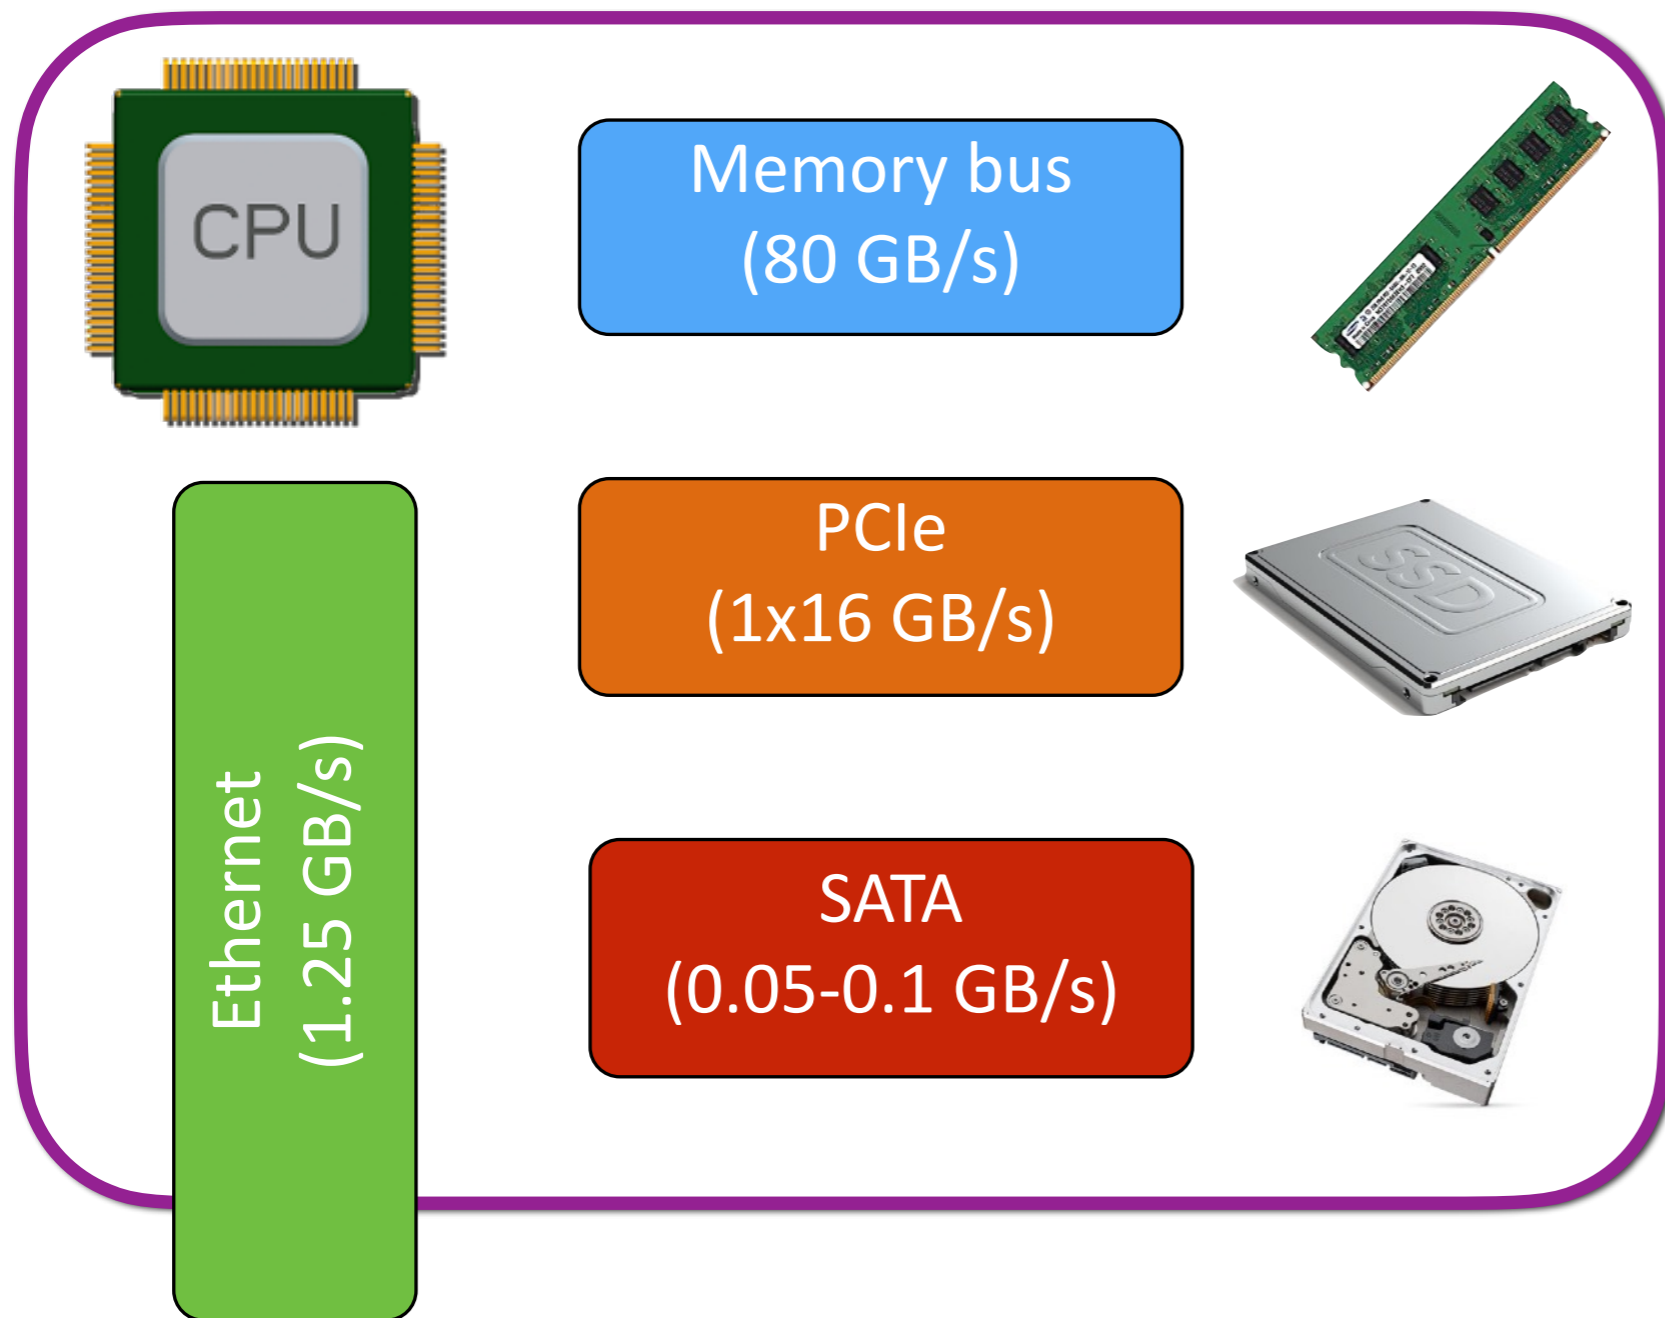 CPU
Memory bus
(80 GB/s)
PCIe
(1x16 GB/s)
SSD
Ethernet
(1.25 GB/s)
SATA
(0.05-0.1 GB/s)